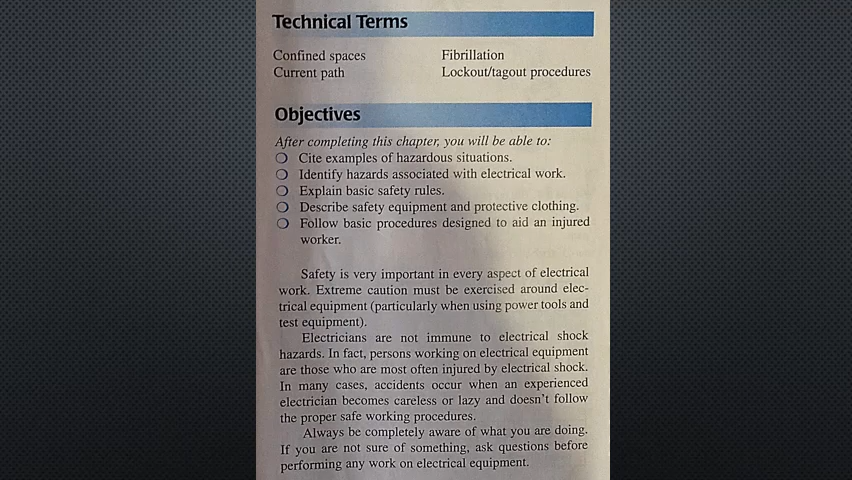 Technical Terms
Confined spaces Fibrillation
Current path Lockout/tagout procedures
Objectives
After completing this chapter, you will be able to:
Cite examples of hazardous situations.
Identify hazards associated with electrical work.
Explain basic safety rules.
Describe safety equipment and protective clothing.
Follow basic procedures designed to aid an injured
worker.
Safety is very important in every aspect of electrical
work. Extreme caution must be exercised around elec-
trical equipment (particularly when using power tools and
test equipment).
Electricians are not immune to electrical shock
hazards. In fact, persons working on electrical equipment
are those who are most often injured by electrical shock.
In many cases, accidents occur when an experienced
electrician becomes careless or lazy and doesn't follow
the proper safe working procedures.
Always be completely aware of what you are doing.
If you are not sure of something, ask questions before
performing any work on electrical equipment.